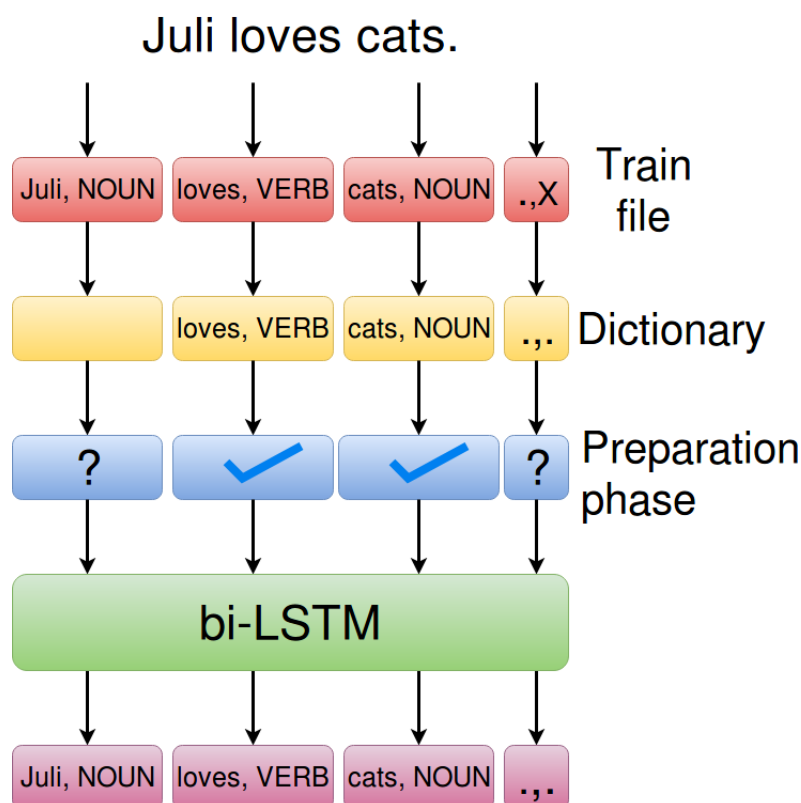 Juli loves cats.
Juli, NOUN
loves, VERB
cats, NOUN
.,X
Train
file
loves, VERB
cats, NOUN
.,.
Dictionary
?
?
Preparation
phase
bi-LSTM
Juli, NOUN
loves, VERB
cats, NOUN
.,.